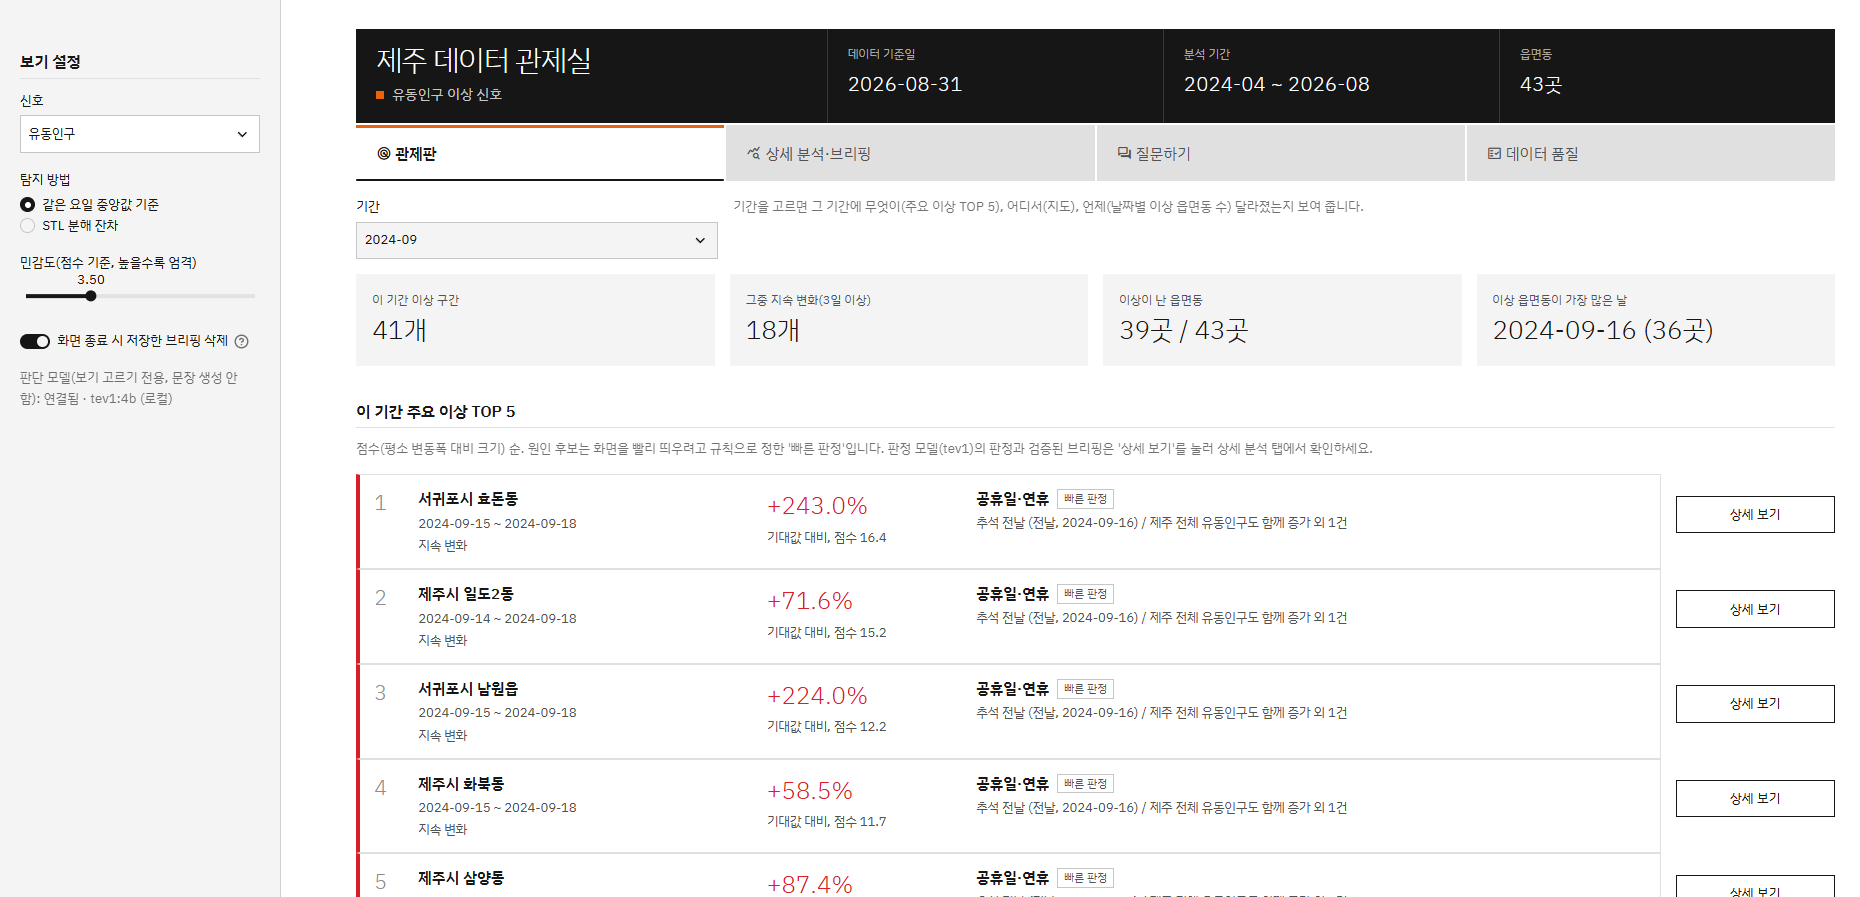 보기 설정
신호
유동인구
탐지 방법
같은 요일 중앙값 기준
STL 분해 잔차
민감도(점수 기준, 높을수록 엄격)
3.50
화면 종료 시 저장한 브리핑 삭제
판단 모델(보기 고르기 전용, 문장 생성 안
함): 연결됨 · tev1:4b (로컬)
제주 데이터 관제실
유동인구 이상 신호
데이터 기준일
2026-08-31
분석 기간
2024-04 ~ 2026-08
읍면동
43곳
관제판
상세 분석·브리핑
질문하기
데이터 품질
기간
2024-09
기간을 고르면 그 기간에 무엇이(주요 이상 TOP 5), 어디서(지도), 언제(날짜별 이상 읍면동 수) 달라졌는지 보여 줍니다.
이 기간 이상 구간
41개
그중 지속 변화(3일 이상)
18개
이상이 난 읍면동
39곳 / 43곳
이상 읍면동이 가장 많은 날
2024-09-16 (36곳)
이 기간 주요 이상 TOP 5
점수(평소 변동폭 대비 크기) 순. 원인 후보는 화면을 빨리 띄우려고 규칙으로 정한 '빠른 판정'입니다. 판정 모델(tev1)의 판정과 검증된 브리핑은 '상세 보기'를 눌러 상세 분석 탭에서 확인하세요.
1
서귀포시 효돈동
2024-09-15 ~ 2024-09-18
지속 변화
+243.0%
기대값 대비, 점수 16.4
공휴일·연휴 빠른 판정
추석 전날 (전날, 2024-09-16) / 제주 전체 유동인구도 함께 증가 외 1건
상세 보기
2
제주시 일도2동
2024-09-14 ~ 2024-09-18
지속 변화
+71.6%
기대값 대비, 점수 15.2
공휴일·연휴 빠른 판정
추석 전날 (전날, 2024-09-16) / 제주 전체 유동인구도 함께 증가 외 1건
상세 보기
3
서귀포시 남원읍
2024-09-15 ~ 2024-09-18
지속 변화
+224.0%
기대값 대비, 점수 12.2
공휴일·연휴 빠른 판정
추석 전날 (전날, 2024-09-16) / 제주 전체 유동인구도 함께 증가 외 1건
상세 보기
4
제주시 화북동
2024-09-15 ~ 2024-09-18
지속 변화
+58.5%
기대값 대비, 점수 11.7
공휴일·연휴 빠른 판정
추석 전날 (전날, 2024-09-16) / 제주 전체 유동인구도 함께 증가 외 1건
상세 보기
5
제주시 삼양동
+87.4%
공휴일·연휴 빠른 판정
상세 보기